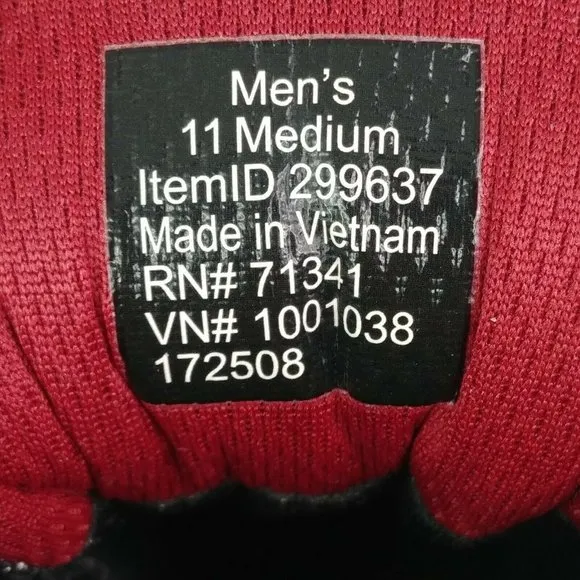 Men's
11 Medium
ItemID 299637
Made in Vietnam
RN# 71341
VN# 1001038
172508